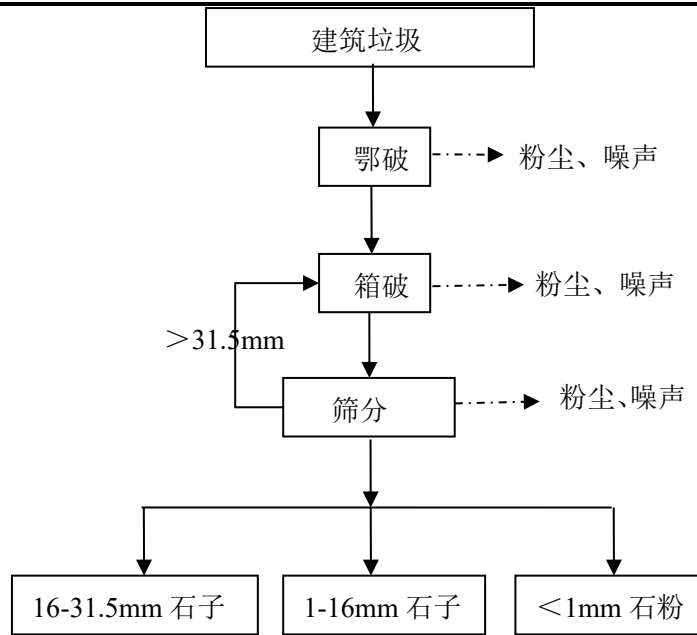 建筑垃圾
鄂破
粉尘、噪声
箱破
粉尘、噪声
＞31.5mm
筛分
粉尘、噪声
16-31.5mm 石子
1-16mm 石子
＜1mm 石粉